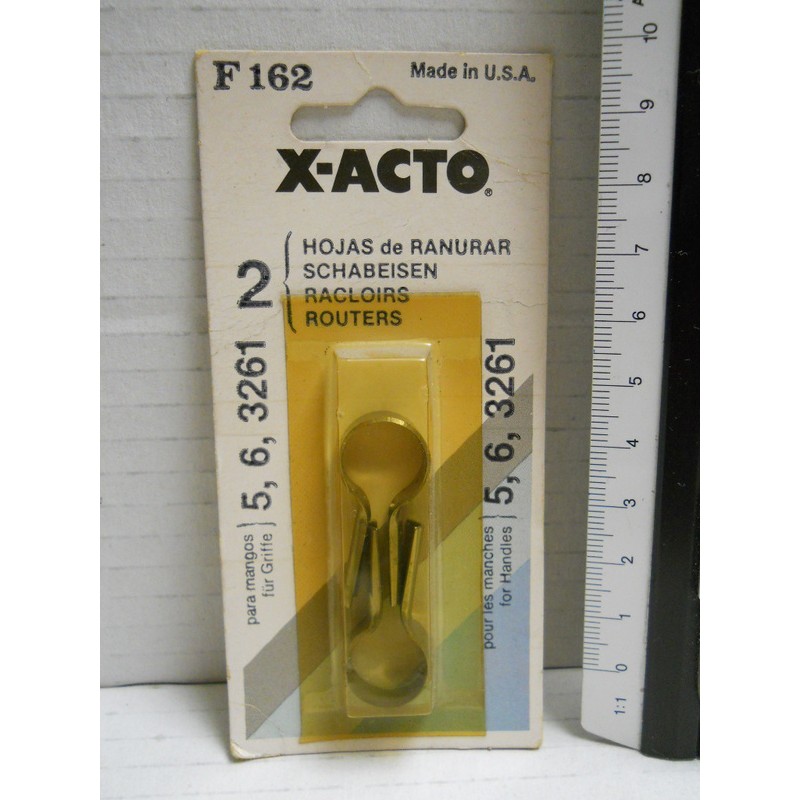 F 162
Made in U.S.A.
X-ACTO®
2 { HOJAS de RANURAR
SCHABEISEN
RACLOIRS
ROUTERS
para mangos
für Griffe } 5, 6, 3261
pour les manches
for Handles } 5, 6, 3261
10
9
8
7
6
5
4
3
2
1
0
1:1